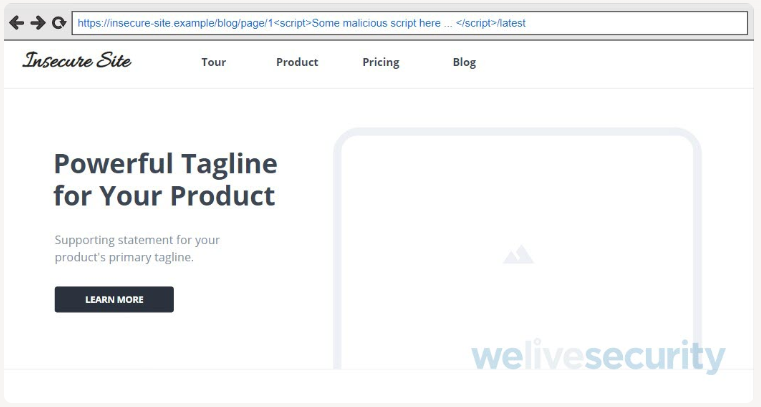 https://insecure-site.example/blog/page/1<script>Some malicious script here ... </script>/latest
Insecure Site Tour Product Pricing Blog
Powerful Tagline
for Your Product
Supporting statement for your
product's primary tagline.
LEARN MORE
welivesecurity